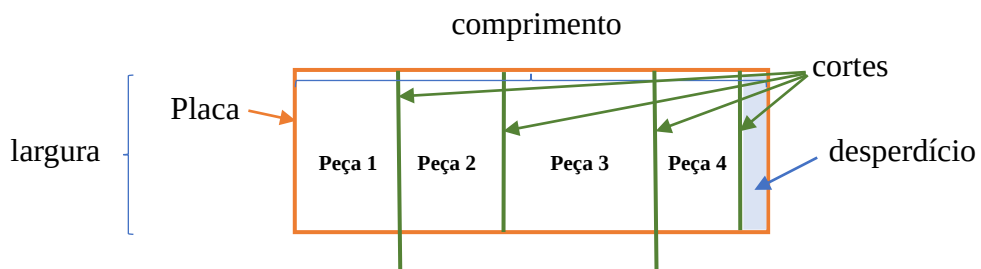 comprimento
cortes
Placa
largura
Peça 1
Peça 2
Peça 3
Peça 4
desperdício